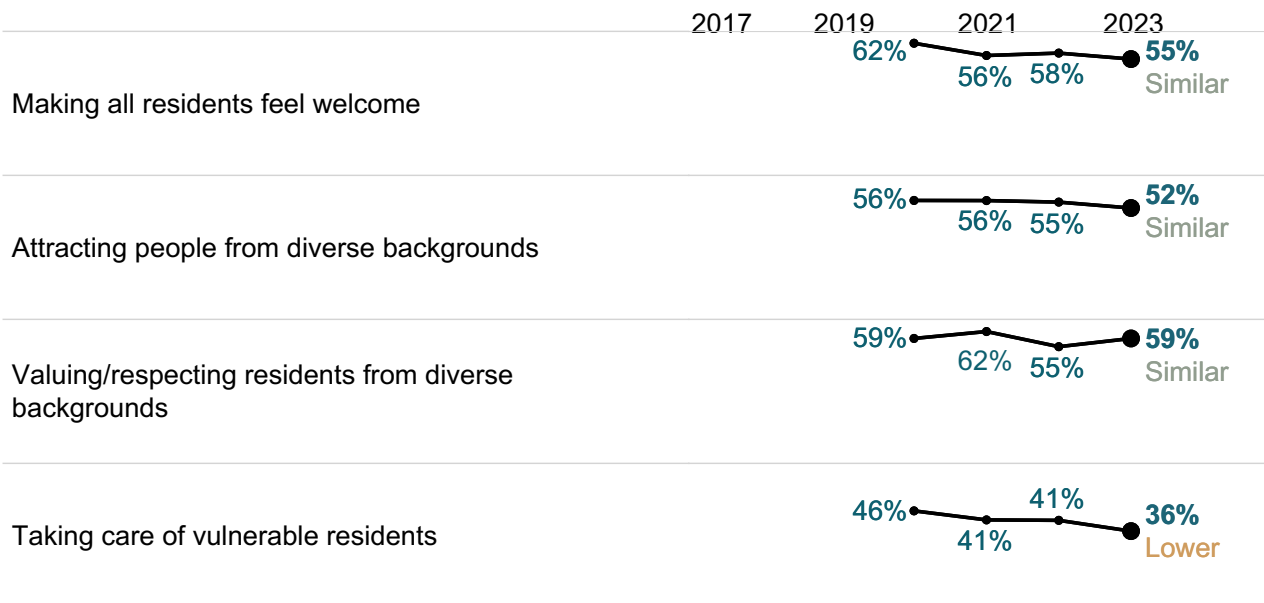 2017 2019 2021 2023
62% 56% 58% 55%
Similar
Making all residents feel welcome
56% 56% 55% 52%
Similar
Attracting people from diverse backgrounds
59% 62% 55% 59%
Similar
Valuing/respecting residents from diverse
backgrounds
46% 41% 41% 36%
Lower
Taking care of vulnerable residents